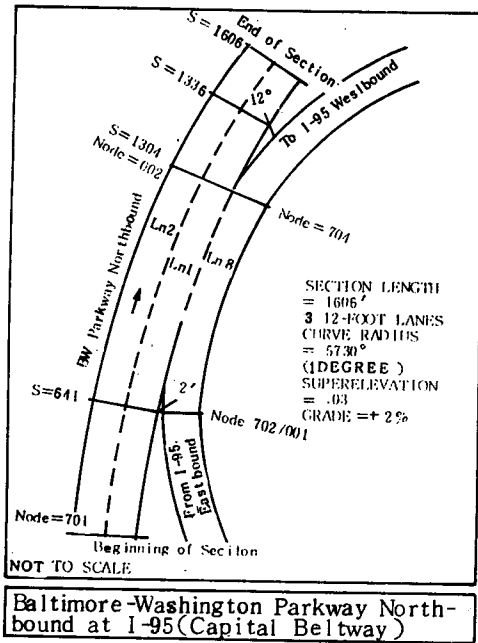 S=1606
End of Section
S=1336
12°
To I-95 Westbound
S=1304
Node=002
Node=704
Ln2
Ln1
Ln8
BW Parkway Northbound
SECTION LENGTH
= 1606'
3 12-FOOT LANES
CURVE RADIUS
= 5730°
(1DEGREE)
SUPERELEVATION
= .03
GRADE =+ 2%
2'
S=641
Node 702/001
From I-95.
East bound
Node=701
Beginning of Seciton
NOT TO SCALE
Baltimore-Washington Parkway North-
bound at I-95(Capital Beltway)